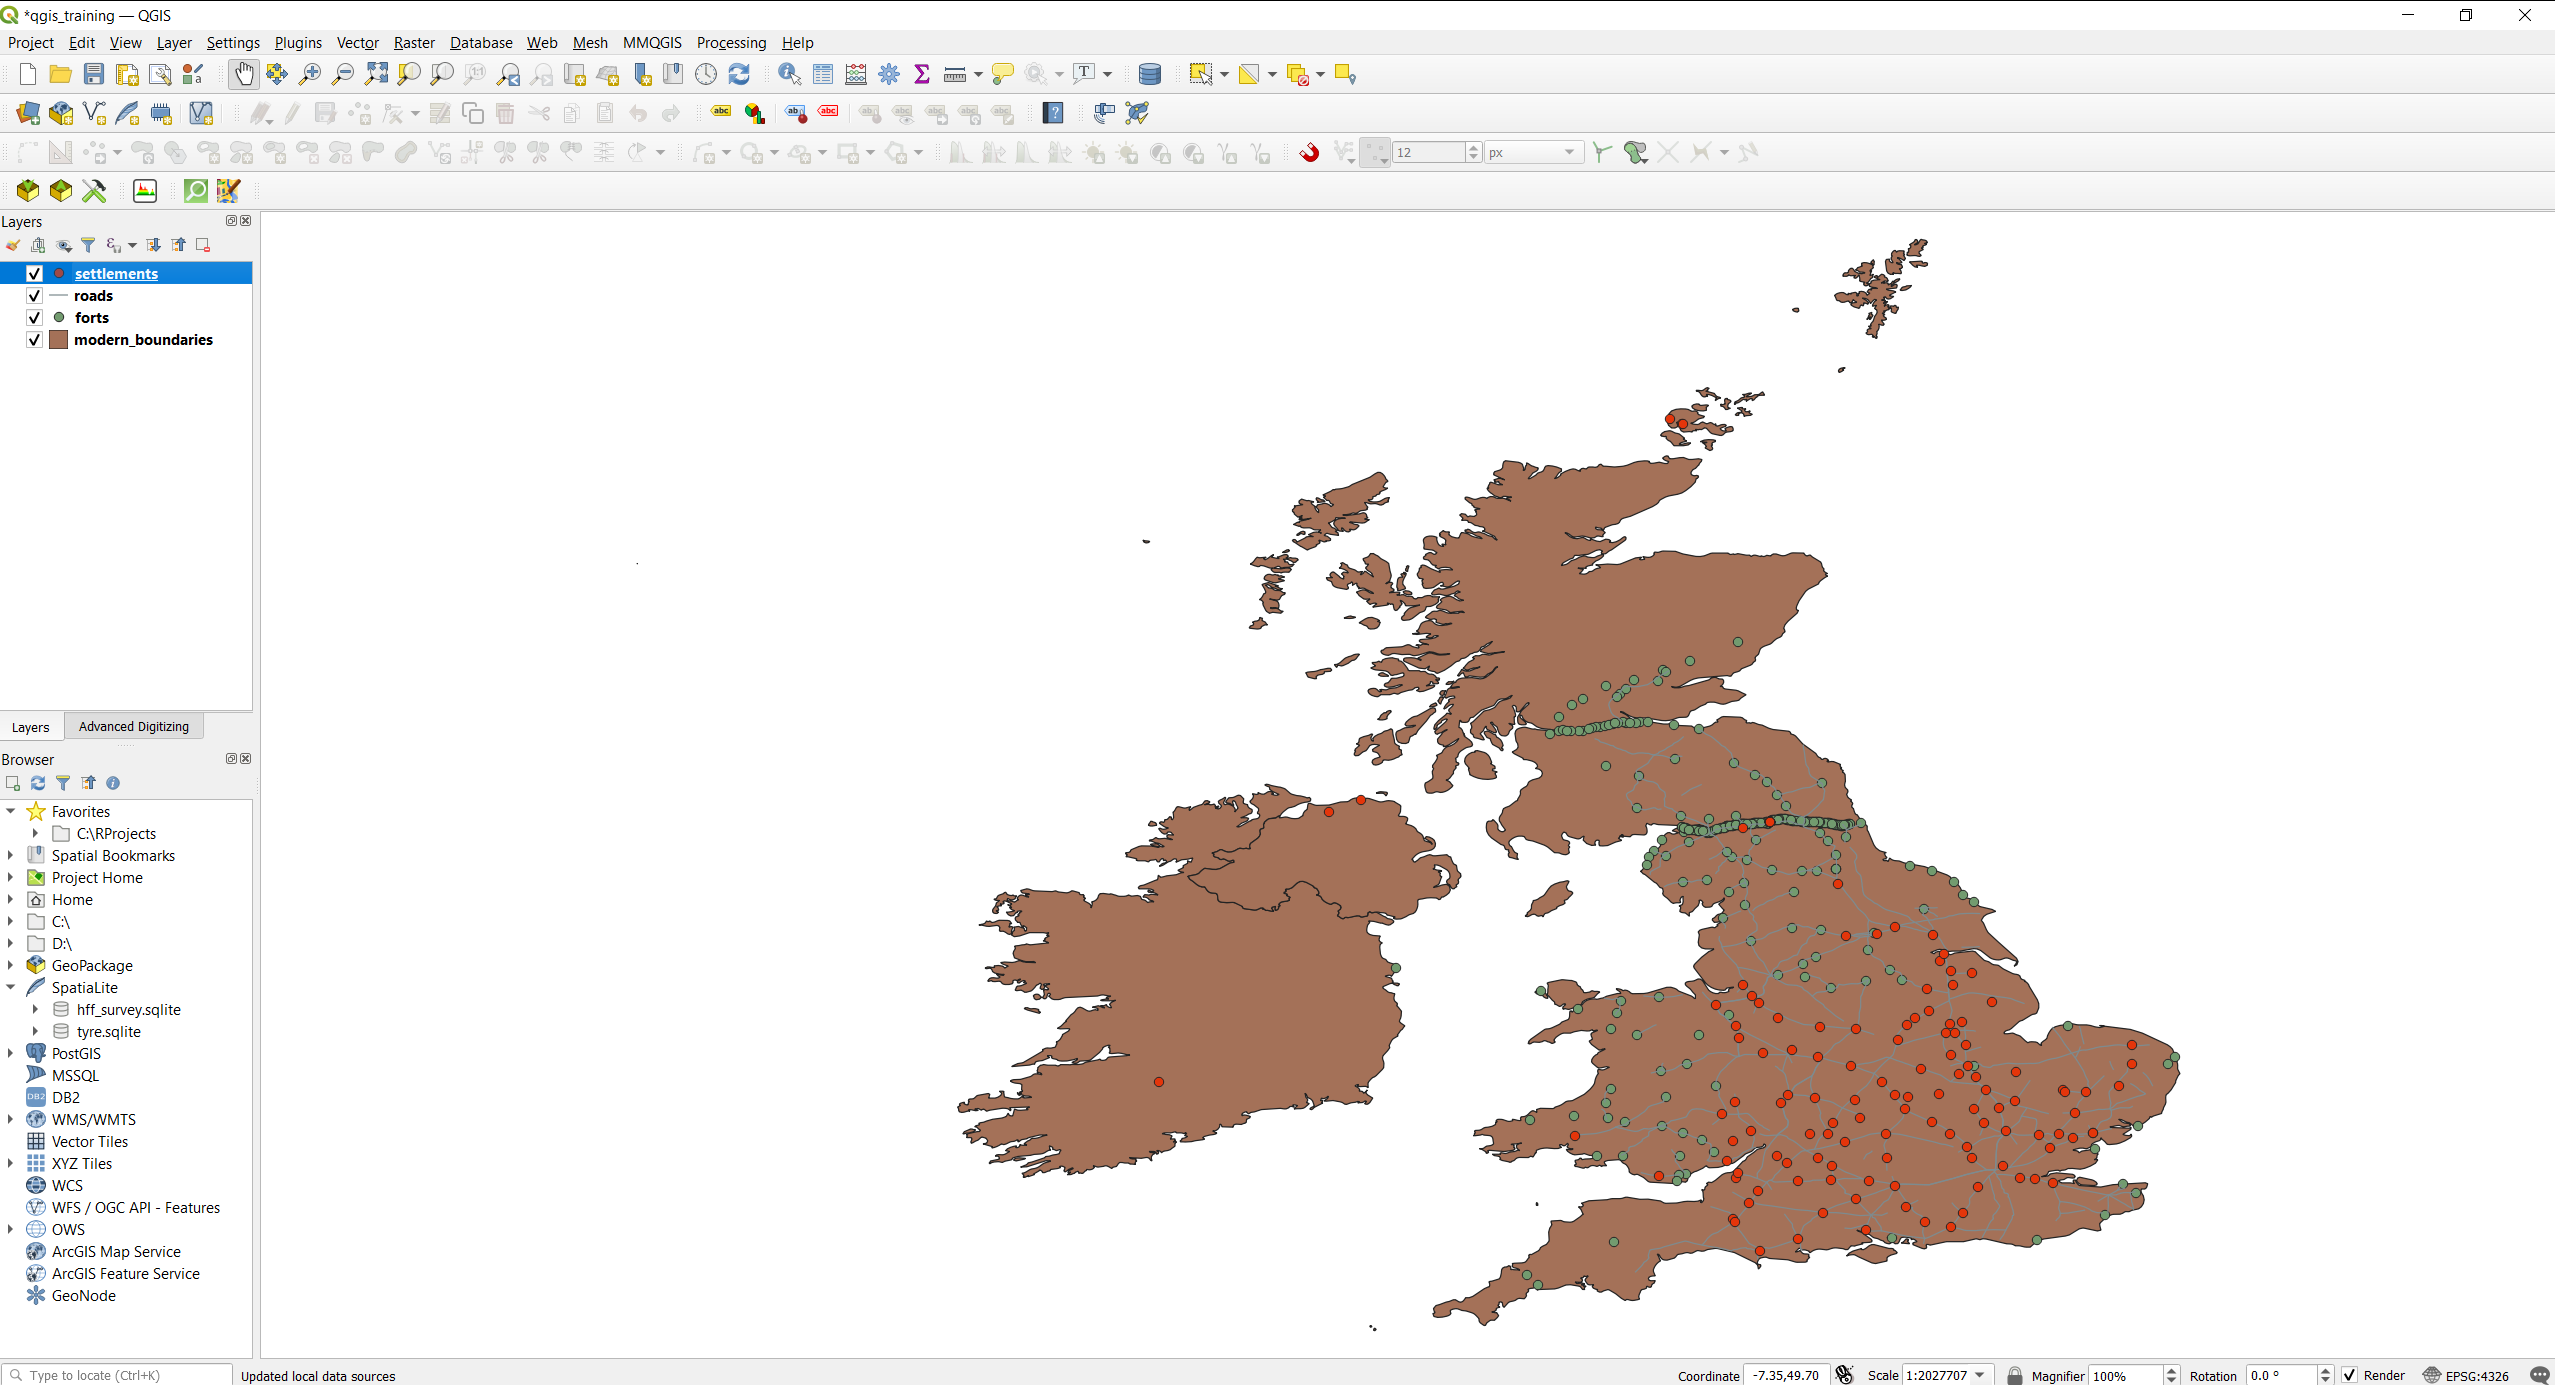 *qgis_training — QGIS
Project Edit View Layer Settings Plugins Vector Raster Database Web Mesh MMQGIS Processing Help
12 px
Layers
settlements
roads
forts
modern_boundaries
Layers Advanced Digitizing
Browser
Favorites
C:\RProjects
Spatial Bookmarks
Project Home
Home
C:\
D:\
GeoPackage
SpatiaLite
hff_survey.sqlite
tyre.sqlite
PostGIS
MSSQL
DB2
WMS/WMTS
Vector Tiles
XYZ Tiles
WCS
WFS / OGC API - Features
OWS
ArcGIS Map Service
ArcGIS Feature Service
GeoNode
Type to locate (Ctrl+K) Updated local data sources Coordinate -7.35,49.70 Scale 1:2027707 Magnifier 100% Rotation 0.0 ° Render EPSG:4326